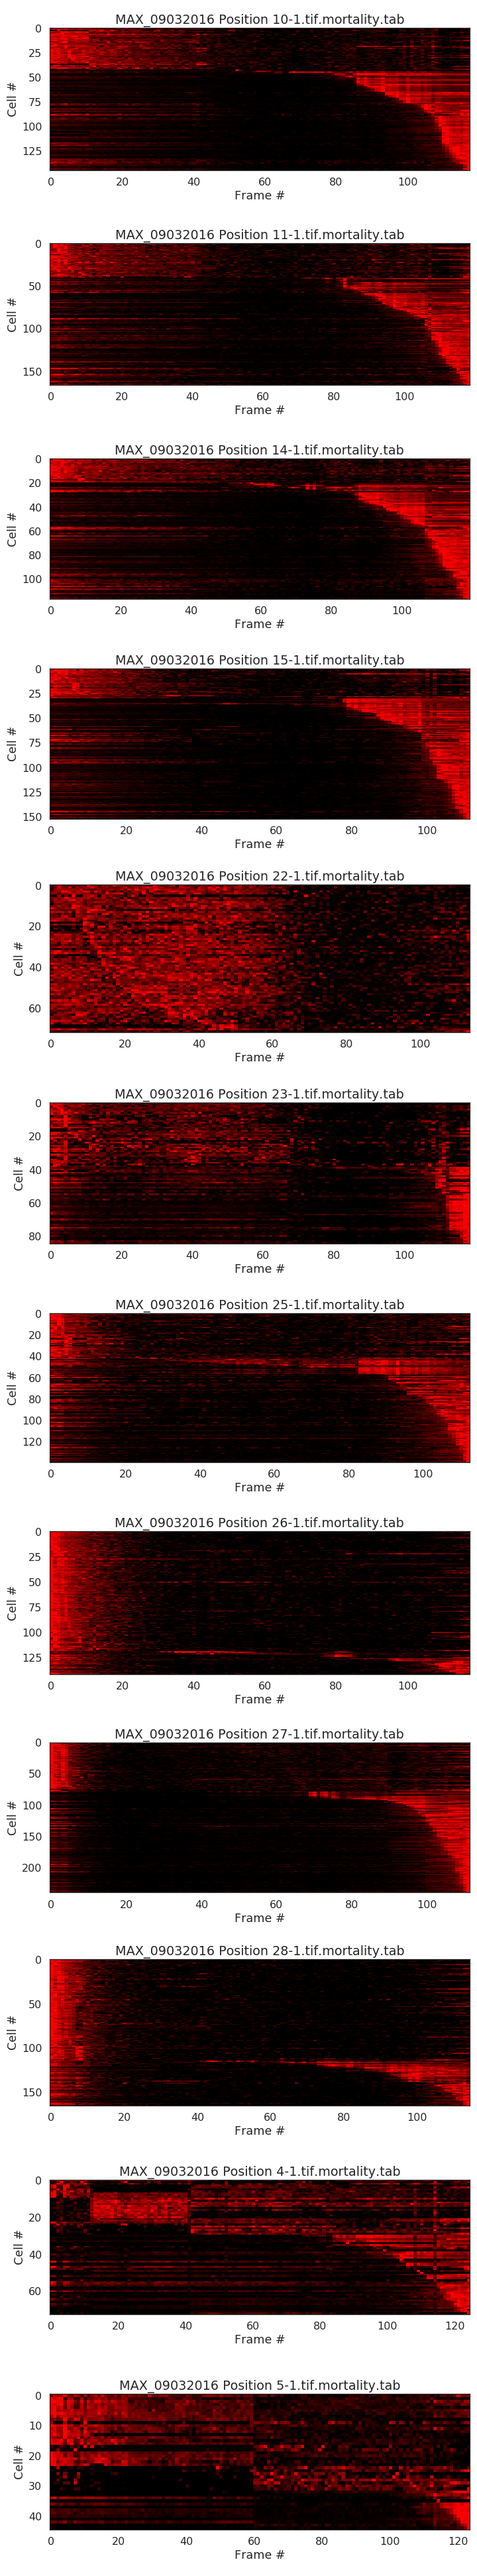 MAX_09032016 Position 10-1.tif.mortality.tab
0
25
50
75
100
125
Cell #
0 20 40 60 80 100
Frame #
MAX_09032016 Position 11-1.tif.mortality.tab
0
50
100
150
Cell #
0 20 40 60 80 100
Frame #
MAX_09032016 Position 14-1.tif.mortality.tab
0
20
40
60
80
100
Cell #
0 20 40 60 80 100
Frame #
MAX_09032016 Position 15-1.tif.mortality.tab
0
25
50
75
100
125
150
Cell #
0 20 40 60 80 100
Frame #
MAX_09032016 Position 22-1.tif.mortality.tab
0
20
40
60
Cell #
0 20 40 60 80 100
Frame #
MAX_09032016 Position 23-1.tif.mortality.tab
0
20
40
60
80
Cell #
0 20 40 60 80 100
Frame #
MAX_09032016 Position 25-1.tif.mortality.tab
0
20
40
60
80
100
120
Cell #
0 20 40 60 80 100
Frame #
MAX_09032016 Position 26-1.tif.mortality.tab
0
25
50
75
100
125
Cell #
0 20 40 60 80 100
Frame #
MAX_09032016 Position 27-1.tif.mortality.tab
0
50
100
150
200
Cell #
0 20 40 60 80 100
Frame #
MAX_09032016 Position 28-1.tif.mortality.tab
0
50
100
150
Cell #
0 20 40 60 80 100
Frame #
MAX_09032016 Position 4-1.tif.mortality.tab
0
20
40
60
Cell #
0 20 40 60 80 100 120
Frame #
MAX_09032016 Position 5-1.tif.mortality.tab
0
10
20
30
40
Cell #
0 20 40 60 80 100 120
Frame #